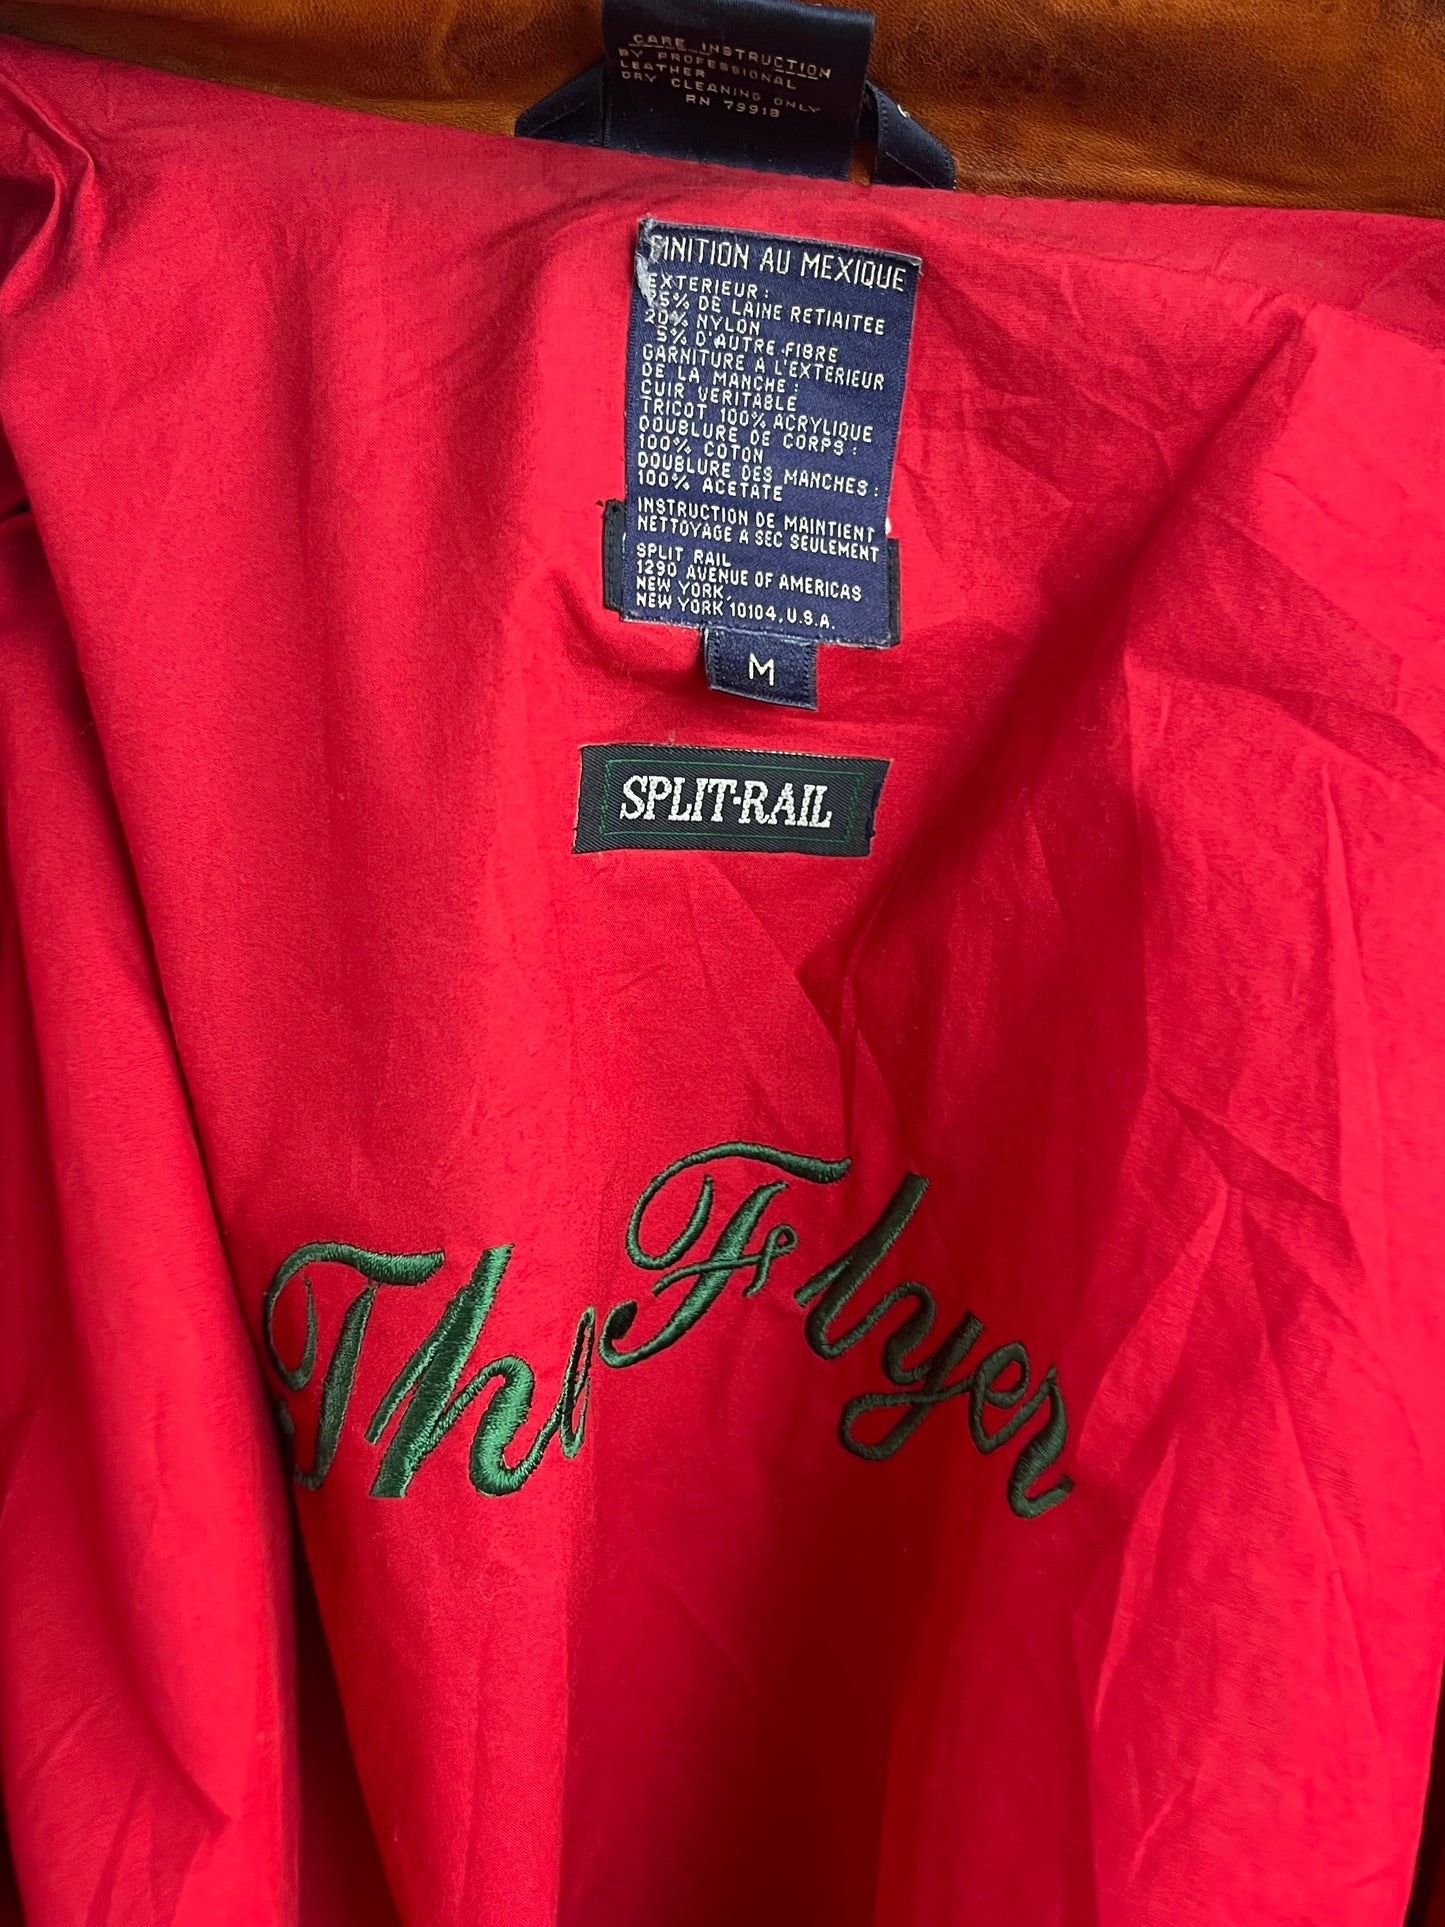 CARE INSTRUCTION
BY PROFESSIONAL
LEATHER
DRY CLEANING ONLY
RN 79918
FINITION AU MEXIQUE
EXTERIEUR:
DE LAINE RETIAITEE
20% NYLON
5% D'AUTRE FIBRE
GARNITURE A L'EXTERIEUR
DE LA MANCHE:
CUIR VERITABLE
TRICOT 100% ACRYLIQUE
DOUBLURE DE CORPS:
100% COTON
DOUBLURE DES MANCHES:
100% ACETATE
INSTRUCTION DE MAINTIENT
NETTOYAGE A SEC SEULEMENT
SPLIT RAIL
1290 AVENUE OF AMERICAS
NEW YORK,
NEW YORK 10104, U.S.A.
M
SPLIT-RAIL
The Flyer